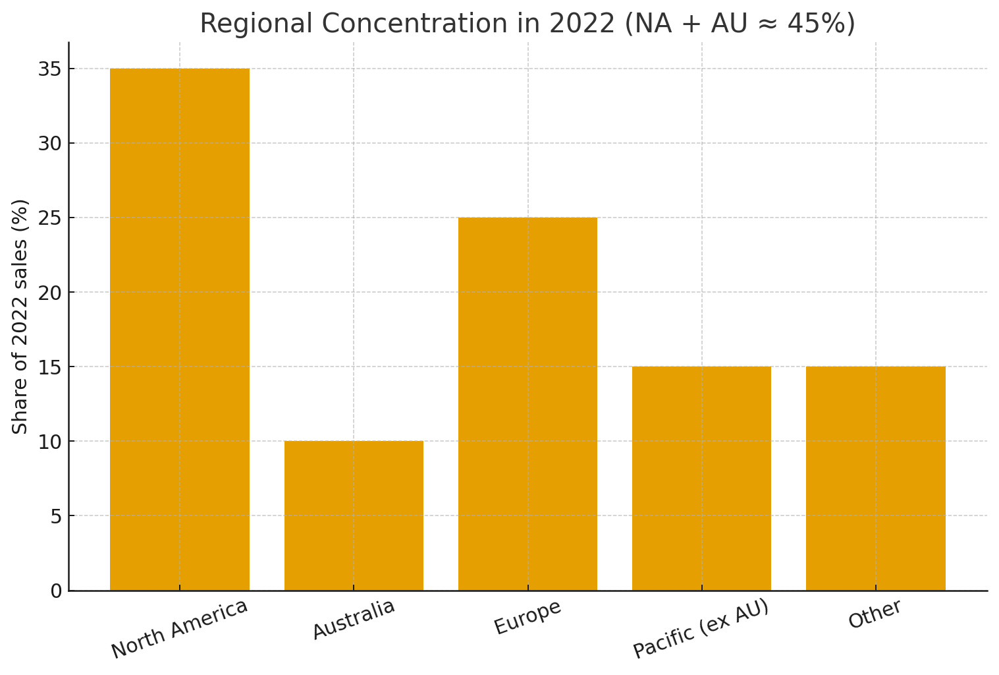 Regional Concentration in 2022 (NA + AU ≈ 45%)
Share of 2022 sales (%)
35
30
25
20
15
10
5
0
North America
Australia
Europe
Pacific (ex AU)
Other